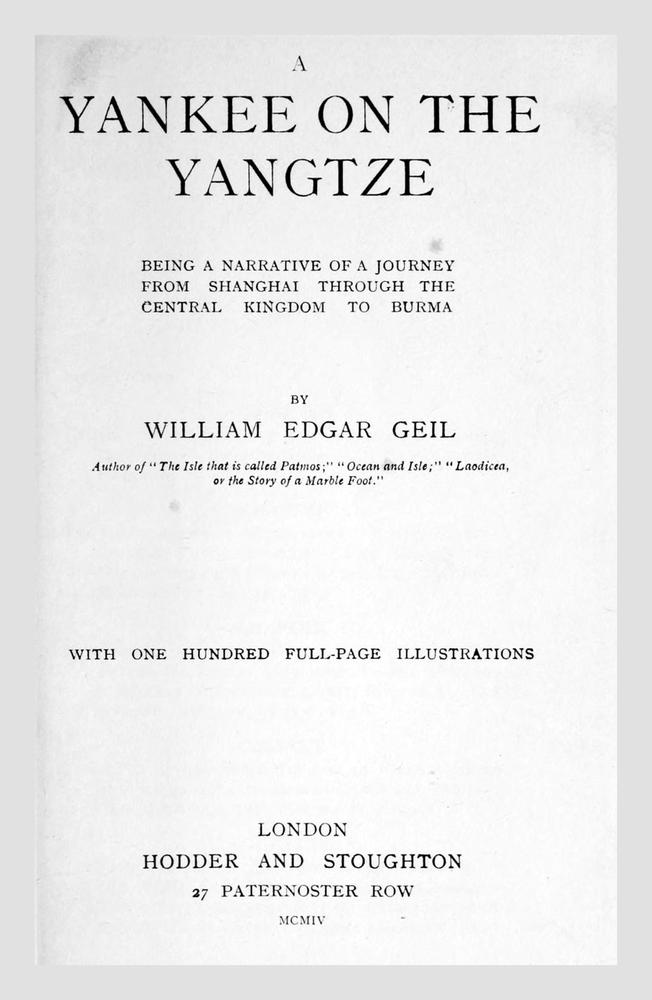 A
YANKEE ON THE
YANGTZE
BEING A NARRATIVE OF A JOURNEY
FROM SHANGHAI THROUGH THE
CENTRAL KINGDOM TO BURMA
BY
WILLIAM EDGAR GEIL
Author of “The Isle that is called Patmos;” “Ocean and Isle;” “Laodicea,
or the Story of a Marble Foot.”
WITH ONE HUNDRED FULL-PAGE ILLUSTRATIONS
LONDON
HODDER AND STOUGHTON
27 PATERNOSTER ROW
MCMIV